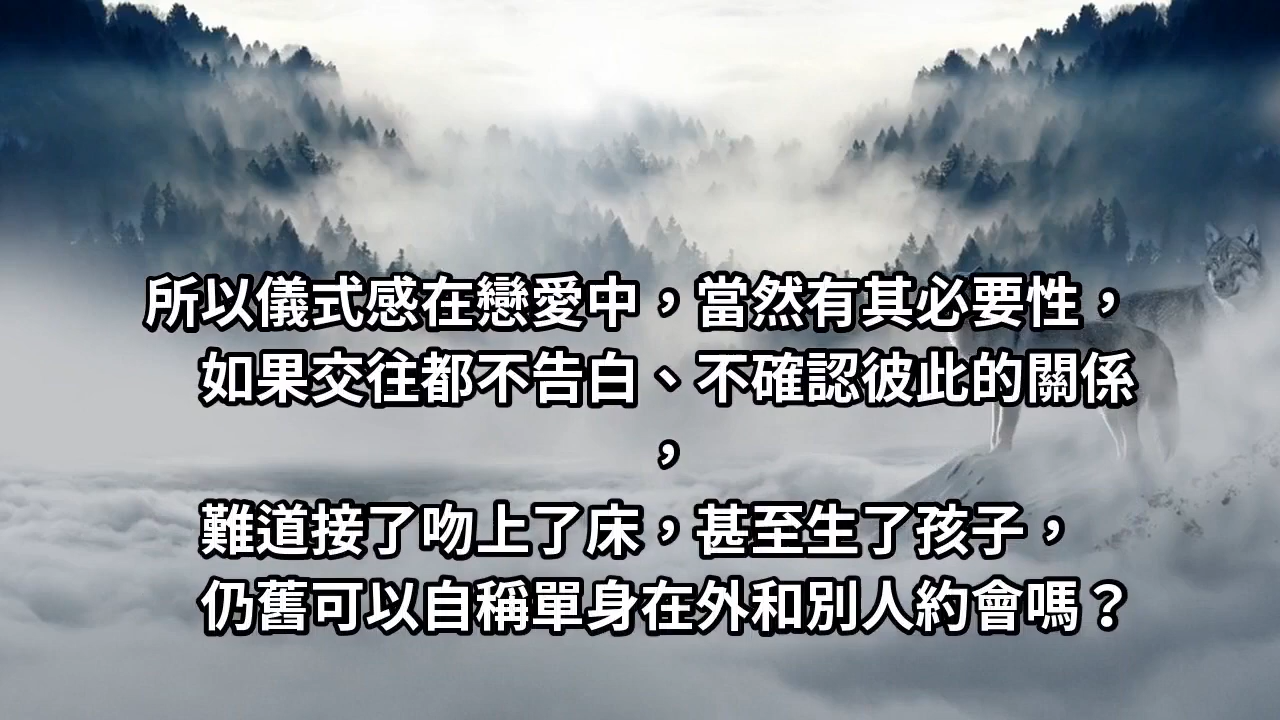 所以儀式感在戀愛中，當然有其必要性，
如果交往都不告白、不確認彼此的關係
，
難道接了吻上了床，甚至生了孩子，
仍舊可以自稱單身在外和別人約會嗎？